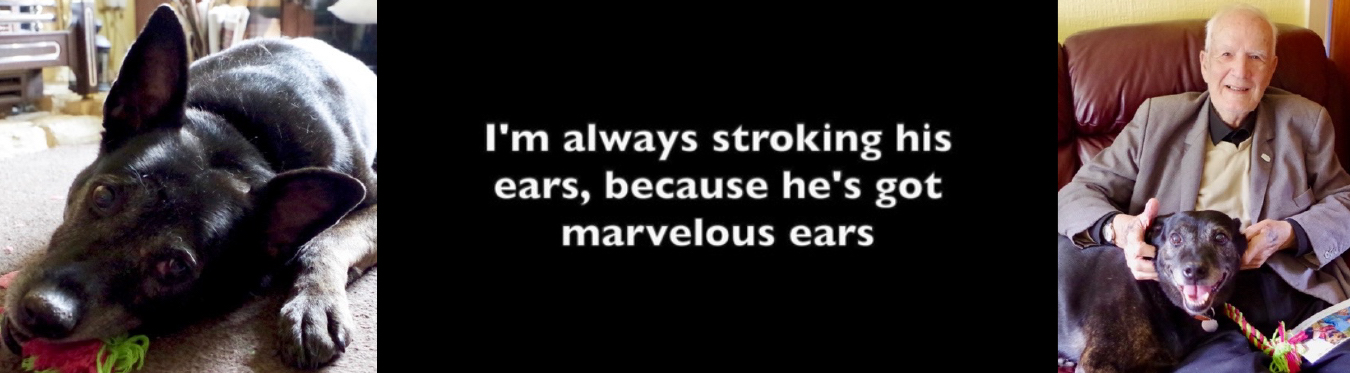 I'm always stroking his
ears, because he's got
marvelous ears